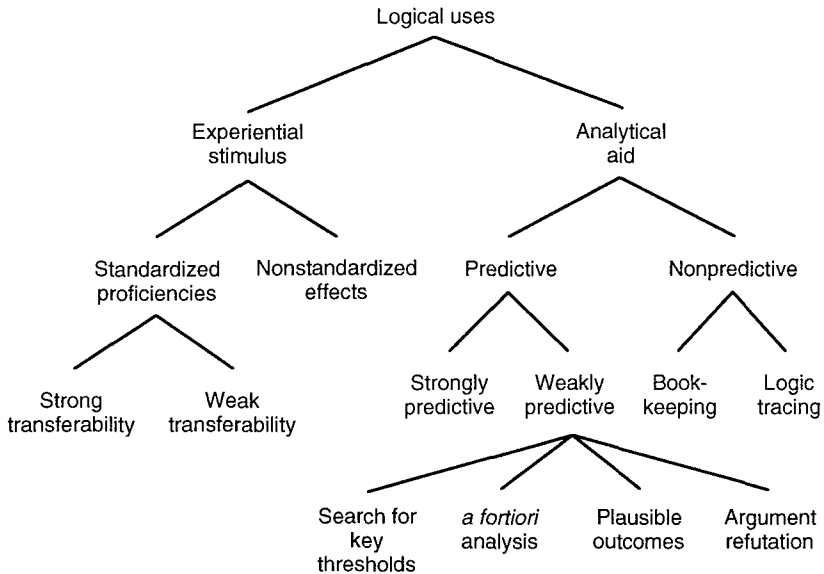 Logical uses
Experiential
stimulus
Analytical
aid
Standardized
proficiencies
Nonstandardized
effects
Predictive
Nonpredictive
Strong
transferability
Weak
transferability
Strongly
predictive
Weakly
predictive
Book-
keeping
Logic
tracing
Search for
key
thresholds
a fortiori
analysis
Plausible
outcomes
Argument
refutation